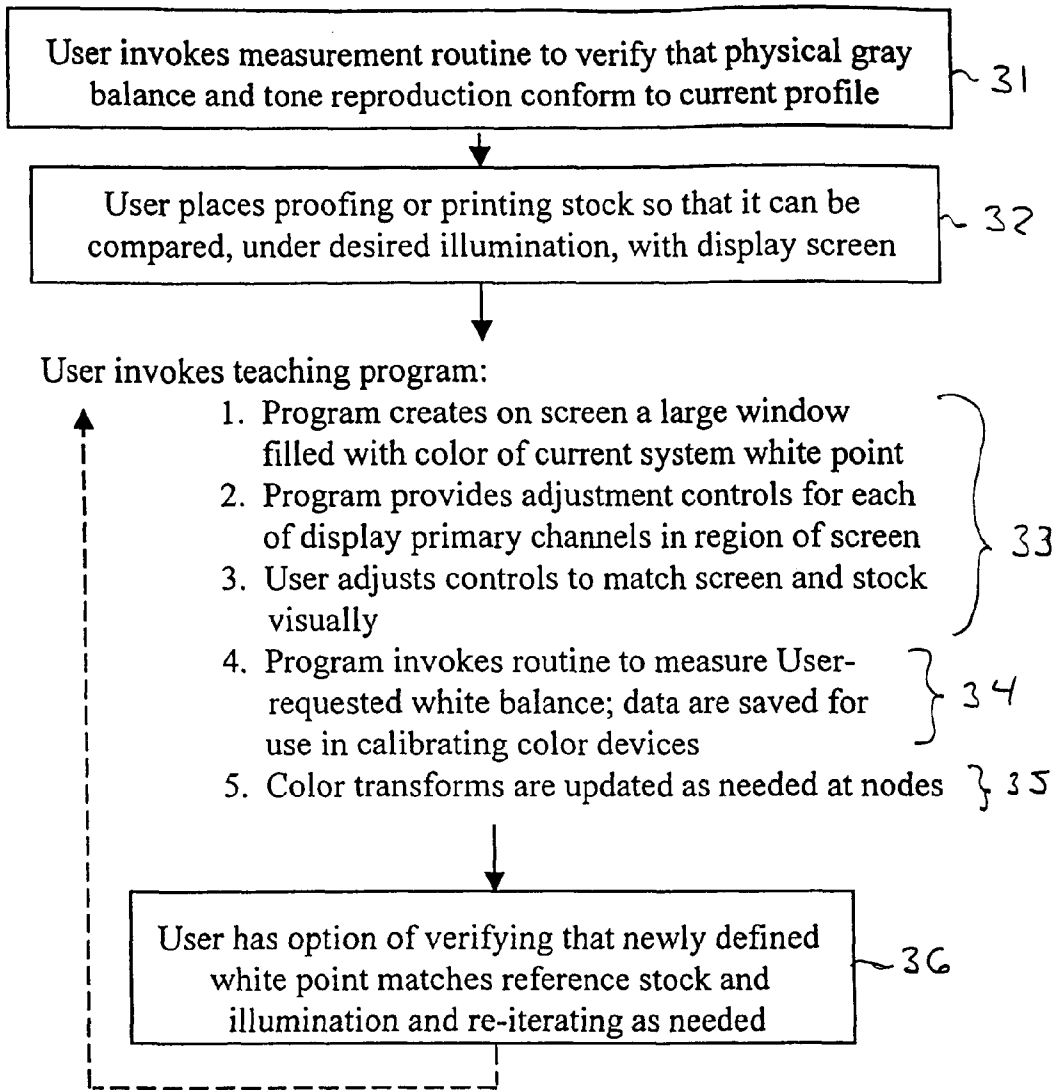 User invokes measurement routine to verify that physical gray
balance and tone reproduction conform to current profile
31
User places proofing or printing stock so that it can be
compared, under desired illumination, with display screen
32
User invokes teaching program:
1. Program creates on screen a large window
filled with color of current system white point
2. Program provides adjustment controls for each
of display primary channels in region of screen
3. User adjusts controls to match screen and stock
visually
33
4. Program invokes routine to measure User-
requested white balance; data are saved for
use in calibrating color devices
34
5. Color transforms are updated as needed at nodes
35
User has option of verifying that newly defined
white point matches reference stock and
illumination and re-iterating as needed
36